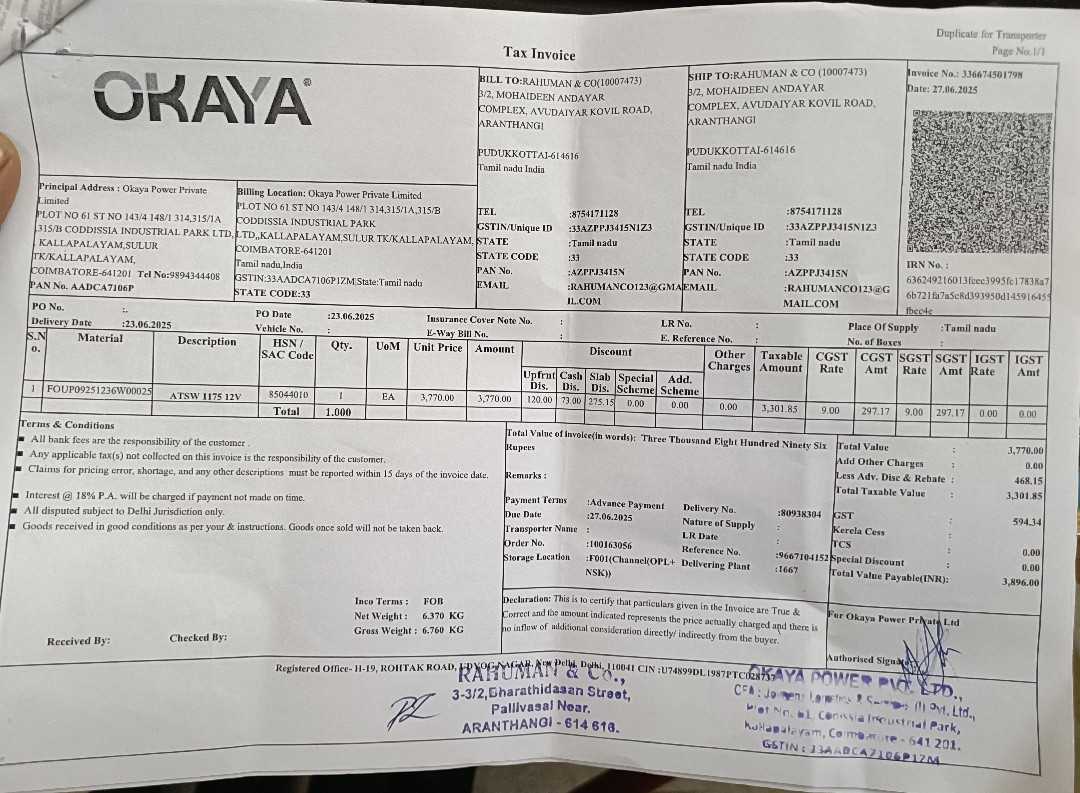 Duplicate for Transporter
Page No.1/1
Tax Invoice
OKAYA®
BILL TO:RAHUMAN & CO(10007473)
3/2, MOHAIDEEN ANDAYAR
COMPLEX, AVUDAIYAR KOVIL ROAD,
ARANTHANGI
PUDUKKOTTAI-614616
Tamil nadu India
TEL :8754171128
GSTIN/Unique ID :33AZPPJ3415N1Z3
STATE :Tamil nadu
STATE CODE :33
PAN No. :AZPPJ3415N
EMAIL :RAHUMANCO123@GMA
IL.COM
SHIP TO:RAHUMAN & CO (10007473)
3/2, MOHAIDEEN ANDAYAR
COMPLEX, AVUDAIYAR KOVIL ROAD,
ARANTHANGI
PUDUKKOTTAI-614616
Tamil nadu India
TEL :8754171128
GSTIN/Unique ID :33AZPPJ3415N1Z3
STATE :Tamil nadu
STATE CODE :33
PAN No. :AZPPJ3415N
EMAIL :RAHUMANCO123@G
MAIL.COM
Invoice No.: 336674501798
Date: 27.06.2025
IRN No. :
Principal Address : Okaya Power Private
Limited
PLOT NO 61 ST NO 143/4 148/1 314,315/1A
,315/B CODDISSIA INDUSTRIAL PARK LTD,
, KALLAPALAYAM,SULUR
TK/KALLAPALAYAM,
COIMBATORE-641201 Tel No:9894344408
PAN No. AADCA7106P
Billing Location: Okaya Power Private Limited
PLOT NO 61 ST NO 143/4 148/1 314,315/1A,315/B
CODDISSIA INDUSTRIAL PARK
LTD,,KALLAPALAYAM,SULUR TK/KALLAPALAYAM,
COIMBATORE-641201
Tamil nadu,India
GSTIN:33AADCA7106P1ZM,State:Tamil nadu
STATE CODE:33
PO No. :.
PO Date :23.06.2025
Insurance Cover Note No. :
LR No. :
Place Of Supply :Tamil nadu
Delivery Date :23.06.2025
Vehicle No. :
E-Way Bill No. :
E. Reference No. :
No. of Boxes :
S.N o. Material Description HSN / SAC Code Qty. UoM Unit Price Amount Discount Other Charges Taxable Amount CGST Rate CGST Amt SGST Rate SGST Amt IGST Rate IGST Amt
Upfrnt Dis. Cash Dis. Slab Dis. Special Scheme Add. Scheme
1 FOUP09251236W00025 ATSW 1175 12V 85044010 1 EA 3,770.00 3,770.00 120.00 73.00 275.15 0.00 0.00 0.00 3,301.85 9.00 297.17 9.00 297.17 0.00 0.00
Total 1.000
Terms & Conditions
All bank fees are the responsibility of the customer .
Any applicable tax(s) not collected on this invoice is the responsibility of the customer.
Claims for pricing error, shortage, and any other descriptions must be reported within 15 days of the invoice date.
Interest @ 18% P.A. will be charged if payment not made on time.
All disputed subject to Delhi Jurisdiction only.
Goods received in good conditions as per your & instructions. Goods once sold will not be taken back.
Inco Terms : FOB
Net Weight : 6.370 KG
Gross Weight : 6.760 KG
Received By:
Checked By:
Total Value of invoice(in words): Three Thousand Eight Hundred Ninety Six
Rupees
Remarks :
Payment Terms :Advance Payment
Due Date :27.06.2025
Transporter Name :
Order No. :100163056
Storage Location :F001(Channel(OPL+
NSK))
Delivery No. :80938304
Nature of Supply :
LR Date :
Reference No. :9667104152
Delivering Plant :1667
Declaration: This is to certify that particulars given in the Invoice are True &
Correct and the amount indicated represents the price actually charged and there is
no inflow of additional consideration directly/ indirectly from the buyer.
Total Value : 3,770.00
Add Other Charges : 0.00
Less Adv. Disc & Rebate : 468.15
Total Taxable Value : 3,301.85
GST : 594.34
Kerela Cess :
TCS : 0.00
Special Discount : 0.00
Total Value Payable(INR): 3,896.00
For Okaya Power Private Ltd
Authorised Signatory
Registered Office- H-19, ROHTAK ROAD, UDYOG NAGAR, New Delhi, Delhi, 110041 CIN :U74899DL1987PTC028737
RAHUMAN & Co.,
3-3/2, Bharathidasan Street,
Pallivasal Near.
ARANTHANGI - 614 616.
OKAYA POWER PVT. LTD.,
Plot No. 61, Codissia Industrial Park,
Kallapalayam, Coimbatore - 641 201.
GSTIN : 33AADCA7106P1ZM